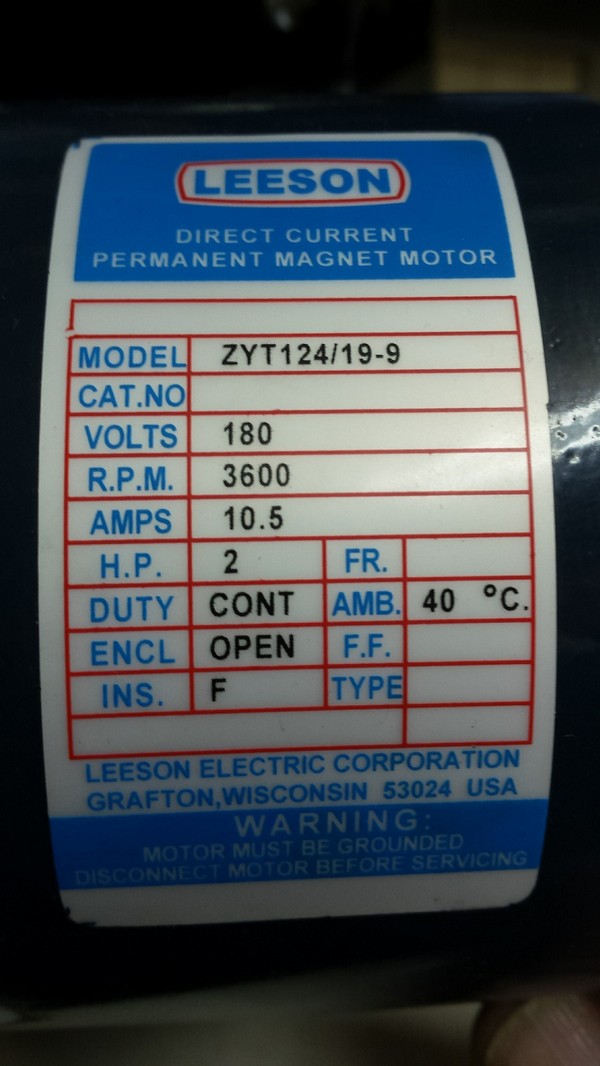 LEESON
DIRECT CURRENT
PERMANENT MAGNET MOTOR
MODEL ZYT124/19-9
CAT.NO
VOLTS 180
R.P.M. 3600
AMPS 10.5
H.P. 2 FR.
DUTY CONT AMB. 40 °C.
ENCL OPEN F.F.
INS. F TYPE
LEESON ELECTRIC CORPORATION
GRAFTON,WISCONSIN 53024 USA
WARNING:
MOTOR MUST BE GROUNDED
DISCONNECT MOTOR BEFORE SERVICING